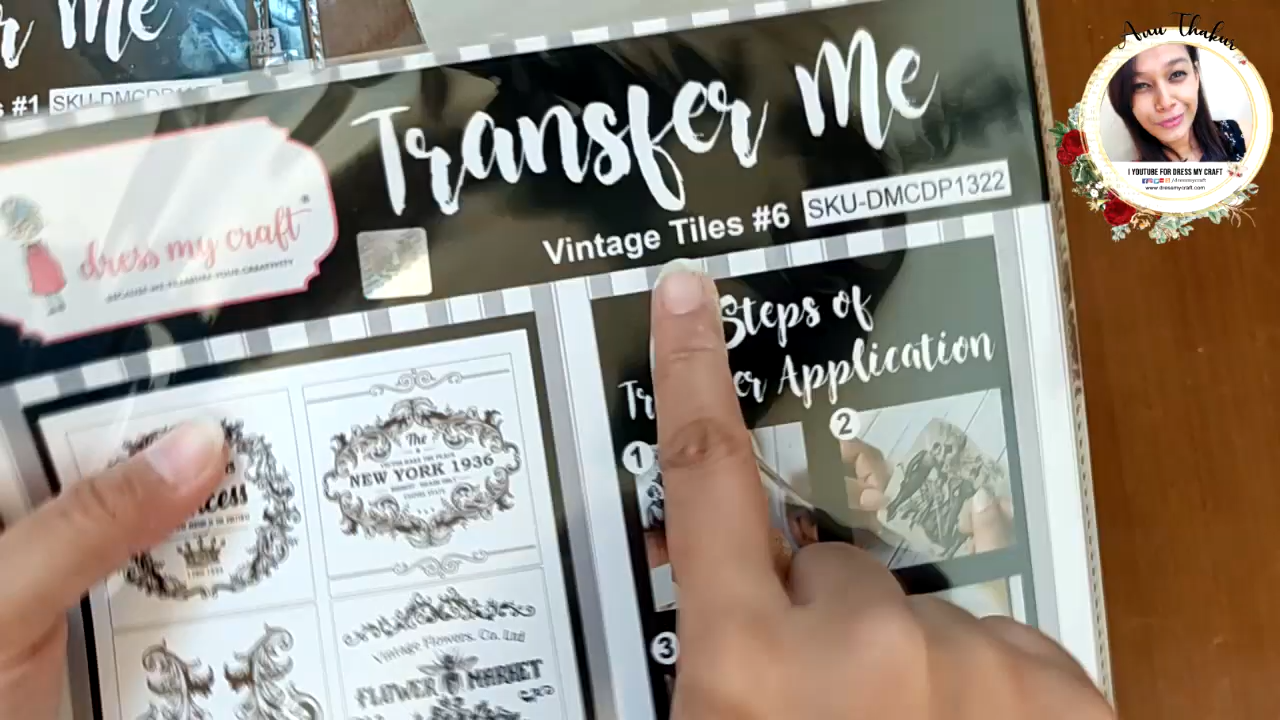 r Me
s #1
Transfer Me
Vintage Tiles #6 SKU-DMCDP1322
dress my craft®
Steps of
Application
1
2
3
The
NEW YORK 1936
Vintage Flowers. Co. Ltd
FLOWER MARKET
Anu Thakur
I YOUTUBE FOR DRESS MY CRAFT
www.dressmycraft.com